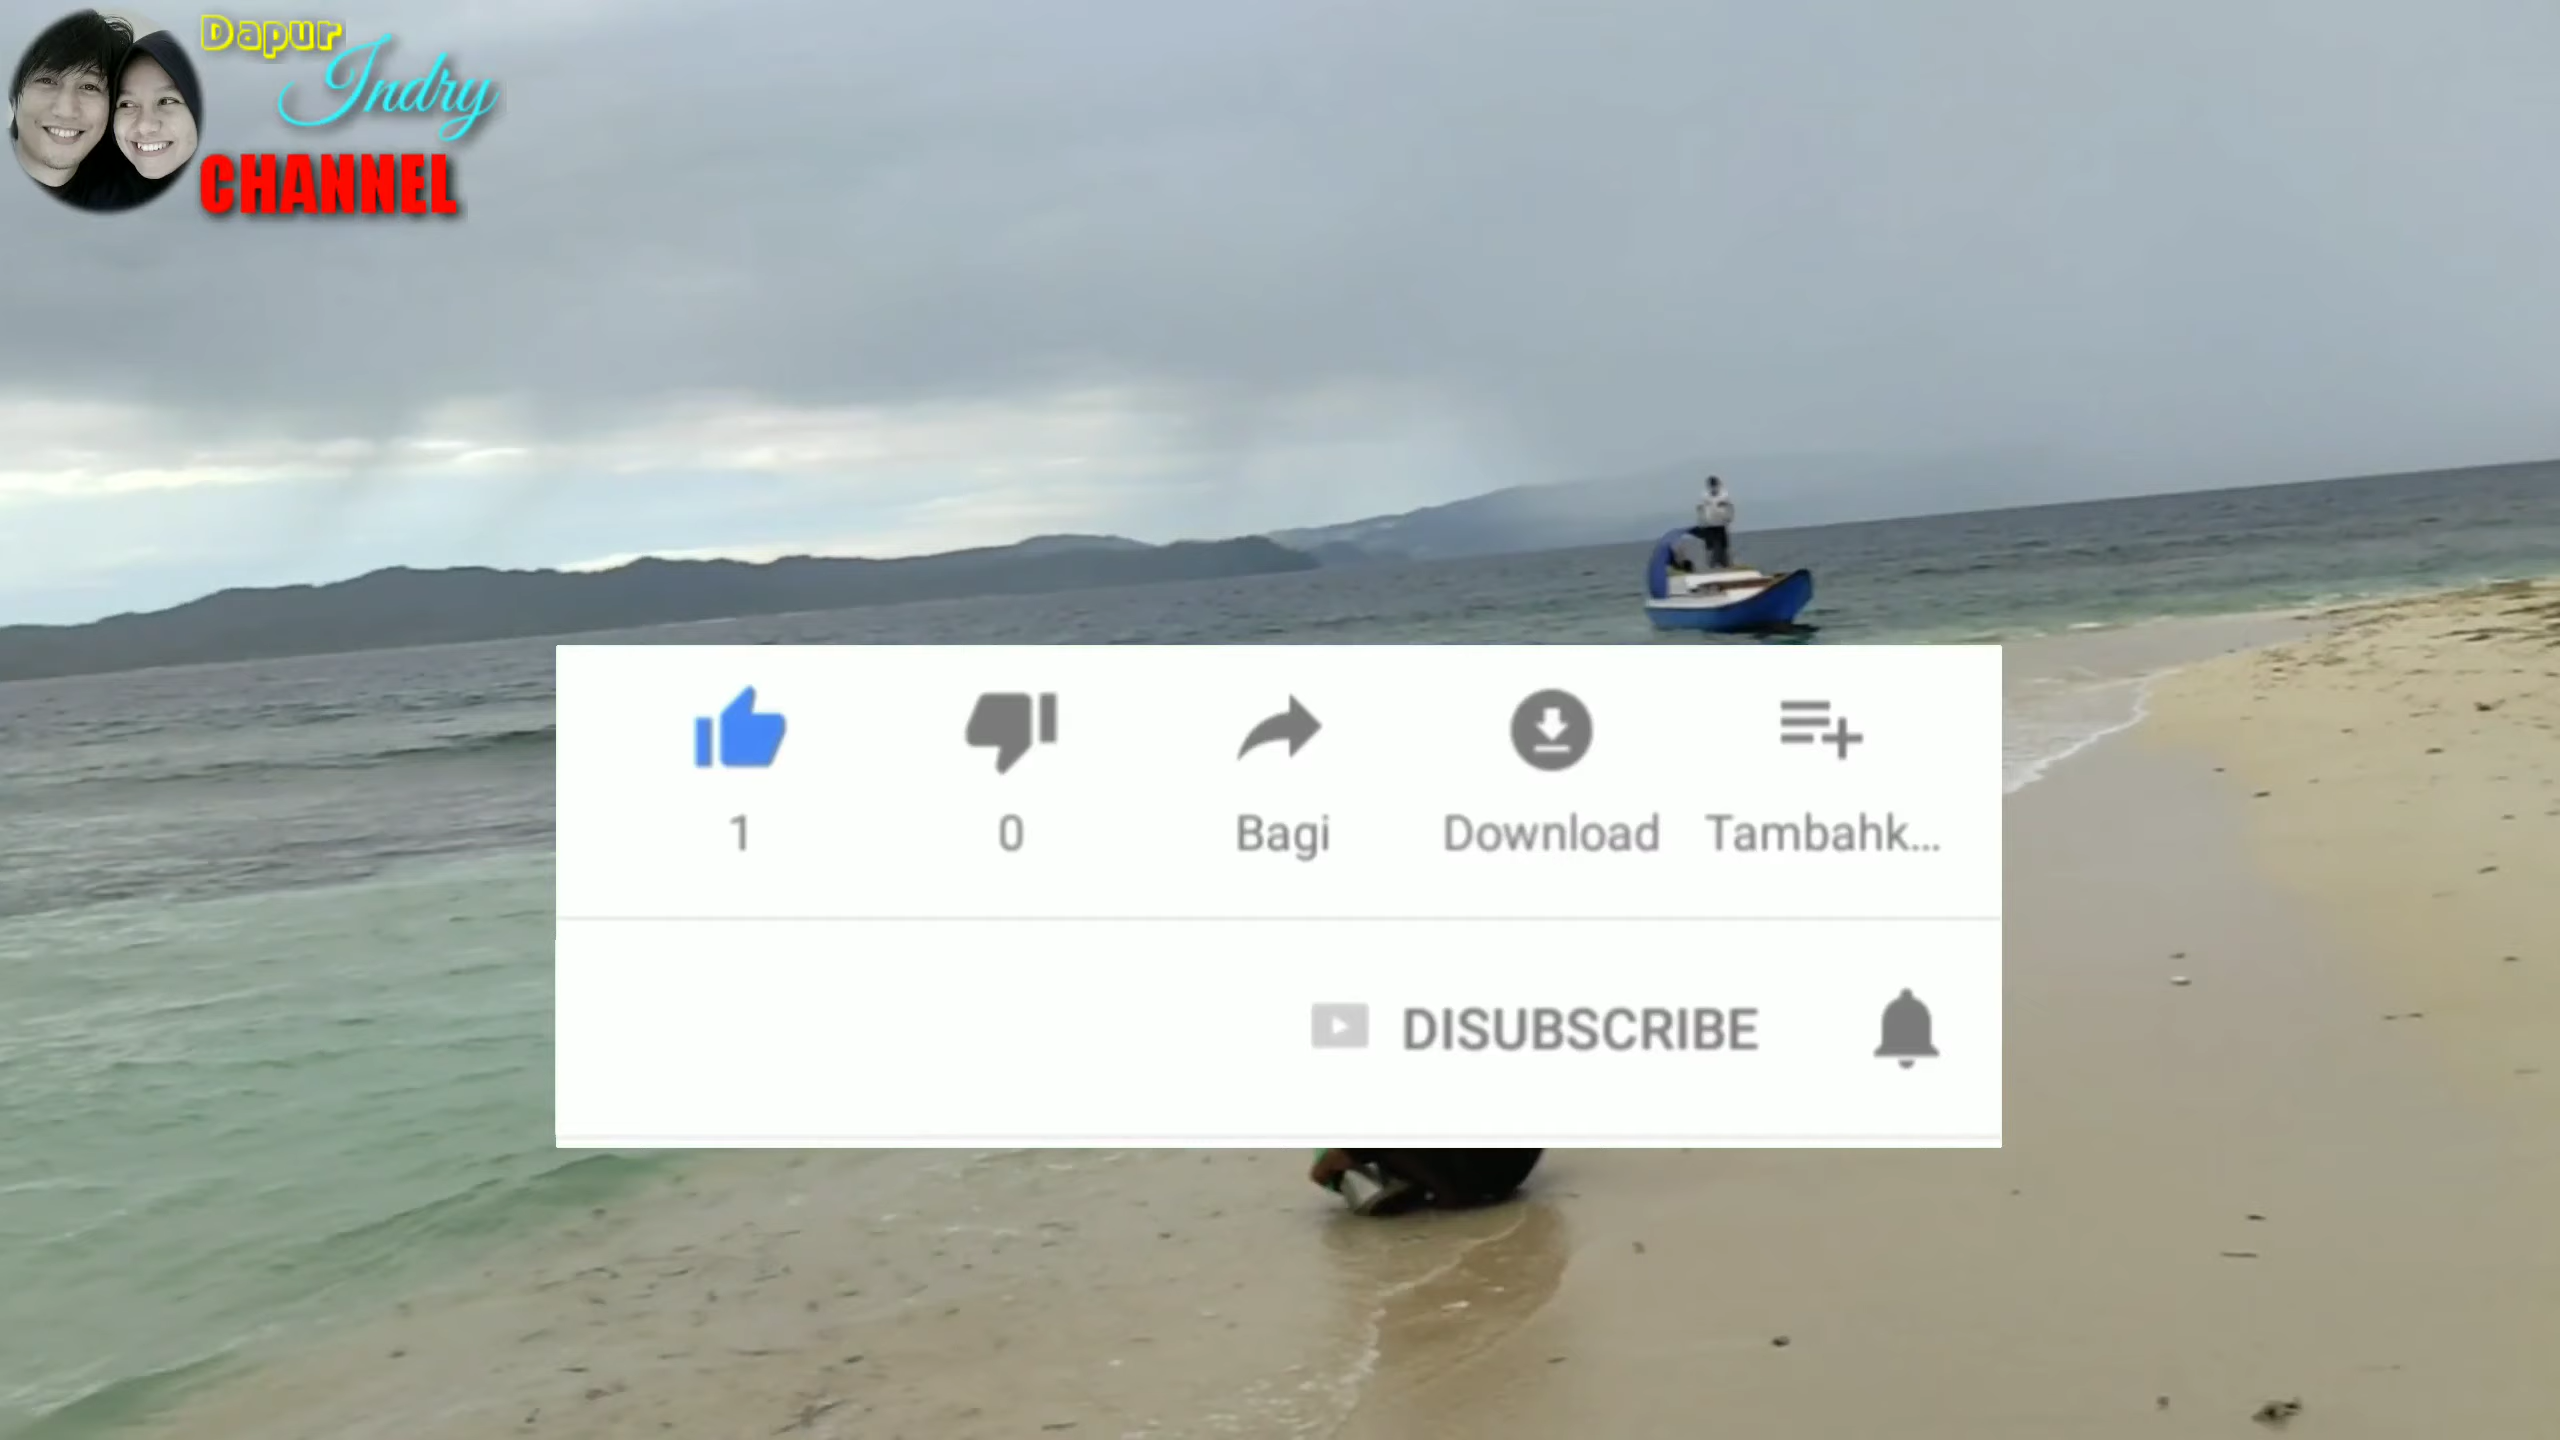 Dapur
Indry
CHANNEL
1 0 Bagi Download Tambahk...
DISUBSCRIBE